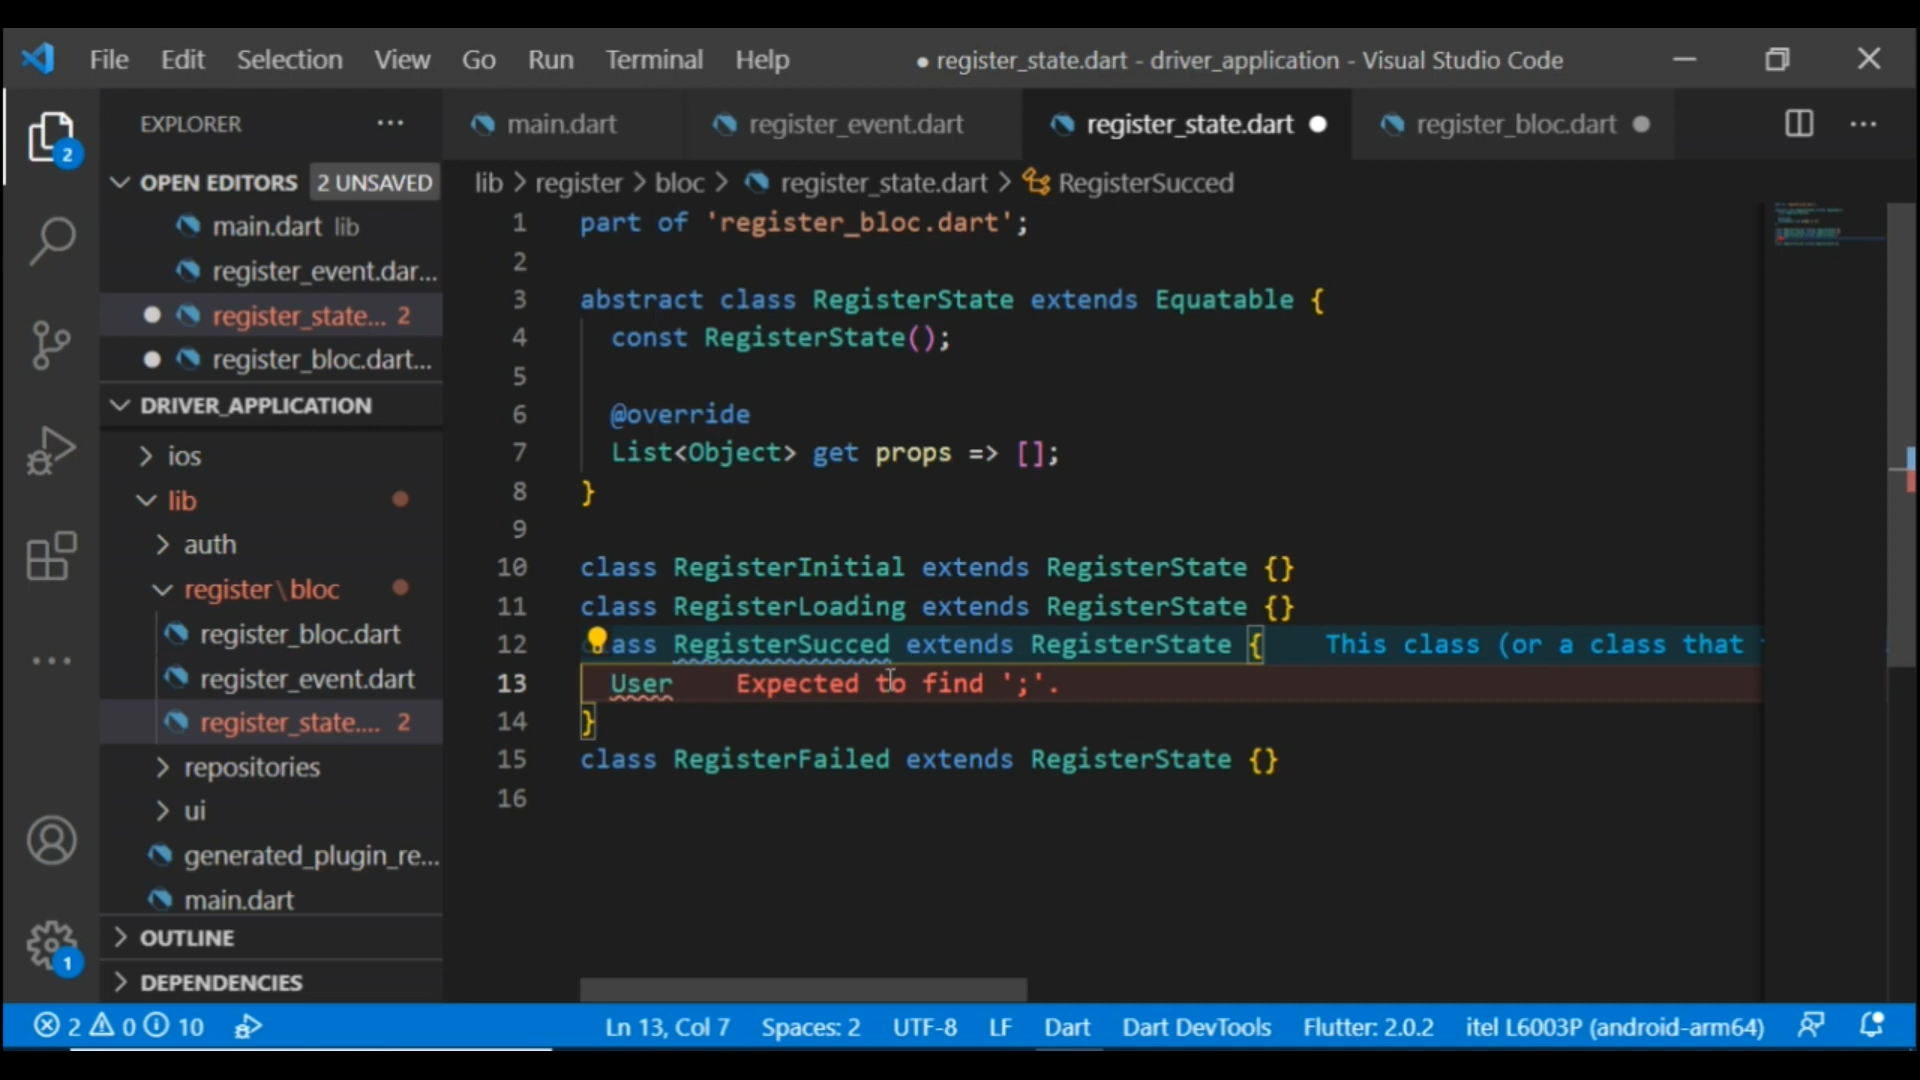 File Edit Selection View Go Run Terminal Help
● register_state.dart - driver_application - Visual Studio Code
EXPLORER
main.dart register_event.dart register_state.dart register_bloc.dart
2
OPEN EDITORS 2 UNSAVED
lib > register > bloc > register_state.dart > RegisterSucced
main.dart lib
register_event.dar...
register_state... 2
register_bloc.dart...
DRIVER_APPLICATION
ios
lib
auth
register\bloc
register_bloc.dart
register_event.dart
register_state.... 2
repositories
ui
generated_plugin_re...
main.dart
OUTLINE
DEPENDENCIES
1
1 part of 'register_bloc.dart';
2
3 abstract class RegisterState extends Equatable {
4 const RegisterState();
5
6 @override
7 List<Object> get props => [];
8 }
9
10 class RegisterInitial extends RegisterState {}
11 class RegisterLoading extends RegisterState {}
12 class RegisterSucced extends RegisterState { This class (or a class that
13 User Expected to find ';'.
14 }
15 class RegisterFailed extends RegisterState {}
16
2 0 10 Ln 13, Col 7 Spaces: 2 UTF-8 LF Dart Dart DevTools Flutter: 2.0.2 itel L6003P (android-arm64)